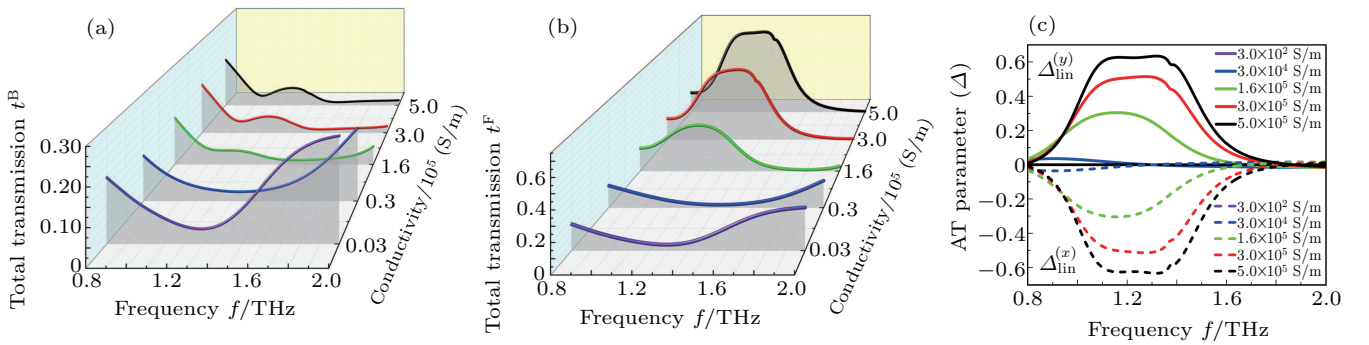 (a)
Total transmission t^B
0.30
0.20
0.10
0
0.8
1.2
1.6
2.0
Frequency f/THz
5.0
3.0
1.6
0.3
0.03
Conductivity/10^5 (S/m)
(b)
Total transmission t^F
0.6
0.4
0.2
0
0.8
1.2
1.6
2.0
Frequency f/THz
5.0
3.0
1.6
0.3
0.03
Conductivity/10^5 (S/m)
(c)
AT parameter (Δ)
0.6
0.4
0.2
0
−0.2
−0.4
−0.6
0.8
1.2
1.6
2.0
Frequency f/THz
Δ_lin^(y)
3.0×10^2 S/m
3.0×10^4 S/m
1.6×10^5 S/m
3.0×10^5 S/m
5.0×10^5 S/m
Δ_lin^(x)
3.0×10^2 S/m
3.0×10^4 S/m
1.6×10^5 S/m
3.0×10^5 S/m
5.0×10^5 S/m